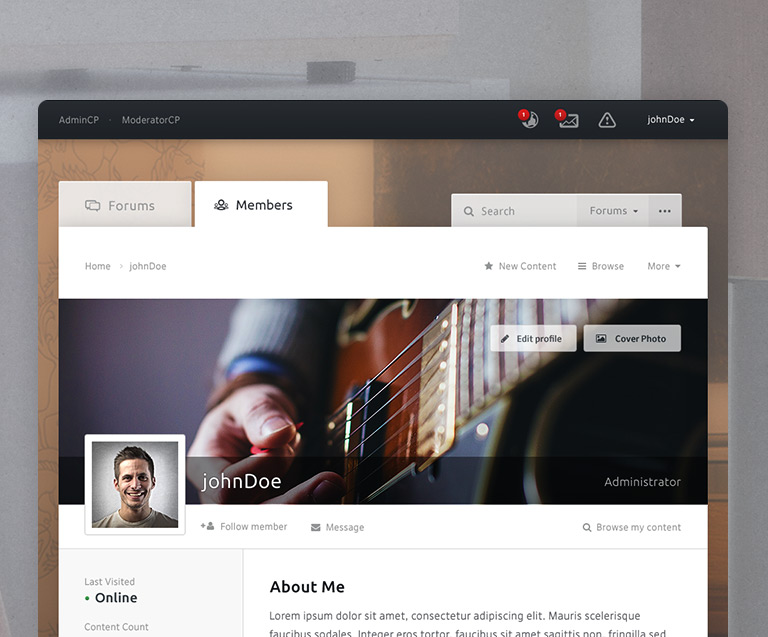 AdminCP · ModeratorCP 1 1 johnDoe
Forums Members Search Forums
Home › johnDoe New Content Browse More
Edit profile Cover Photo
johnDoe Administrator
Follow member Message Browse my content
Last Visited
• Online
Content Count
About Me
Lorem ipsum dolor sit amet, consectetur adipiscing elit. Mauris scelerisque
faucibus sodales. Integer eros tortor, faucibus sit amet sagittis non, fringilla sed